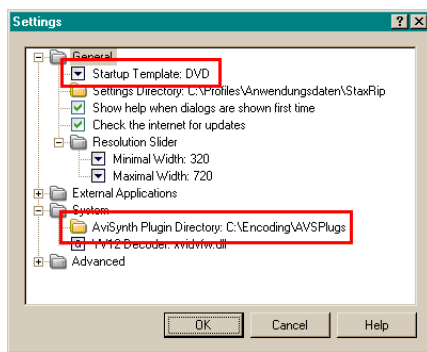 Settings
General
Startup Template: DVD
Settings Directory: C:\Profiles\Anwendungsdaten\StaxRip
Show help when dialogs are shown first time
Check the internet for updates
Resolution Slider
Minimal Width: 320
Maximal Width: 720
External Applications
System
AviSynth Plugin Directory: C:\Encoding\AVSPlugs
a YV12 Decoder: xvidvfw.dll
Advanced
OK Cancel Help